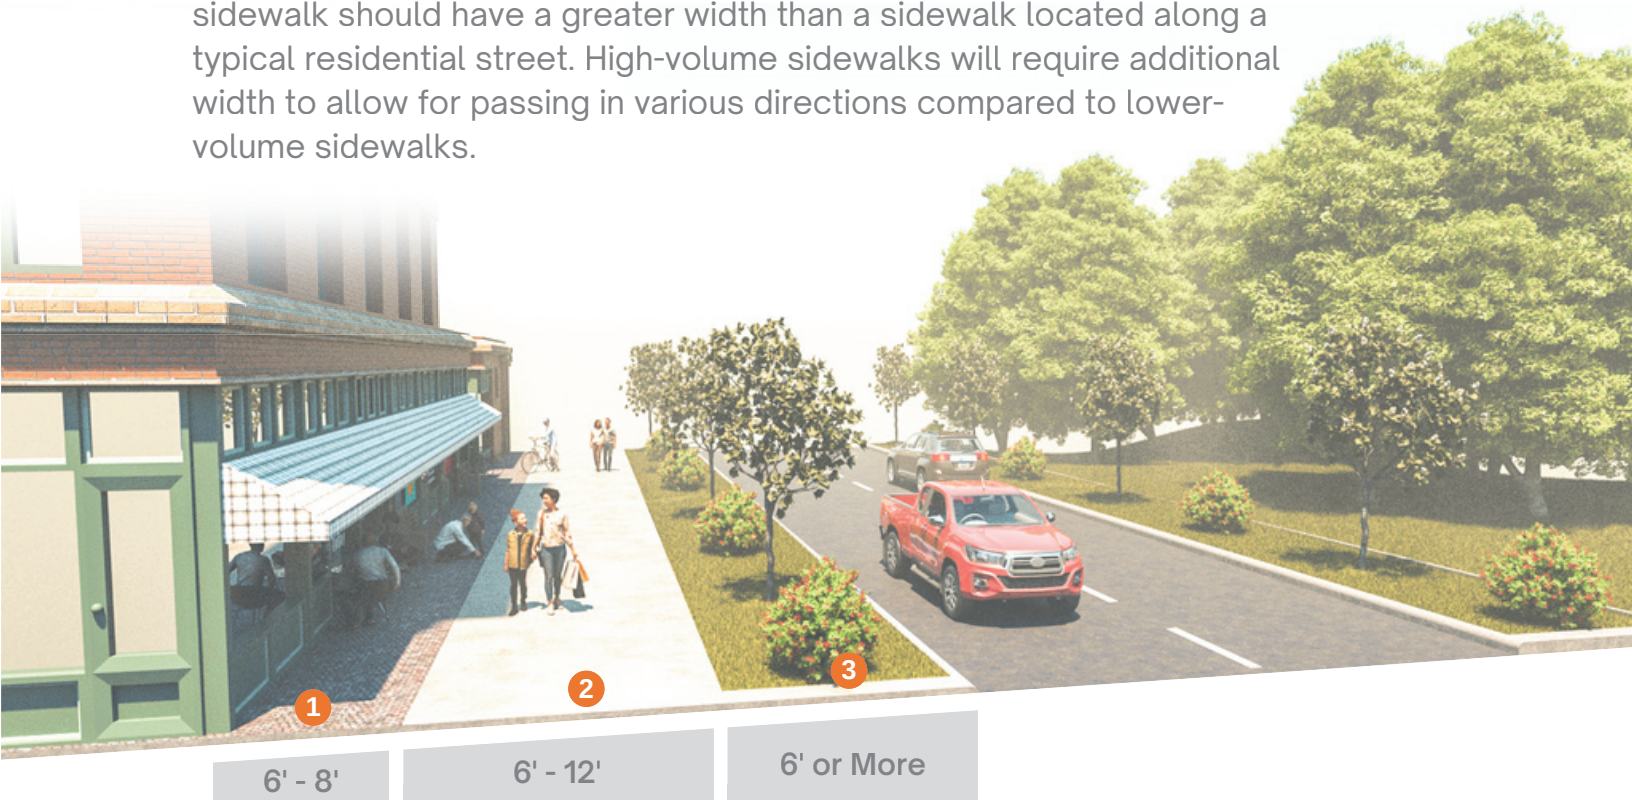 sidewalk should have a greater width than a sidewalk located along a
typical residential street. High-volume sidewalks will require additional
width to allow for passing in various directions compared to lower-
volume sidewalks.
1
2
3
6' - 8'
6' - 12'
6' or More